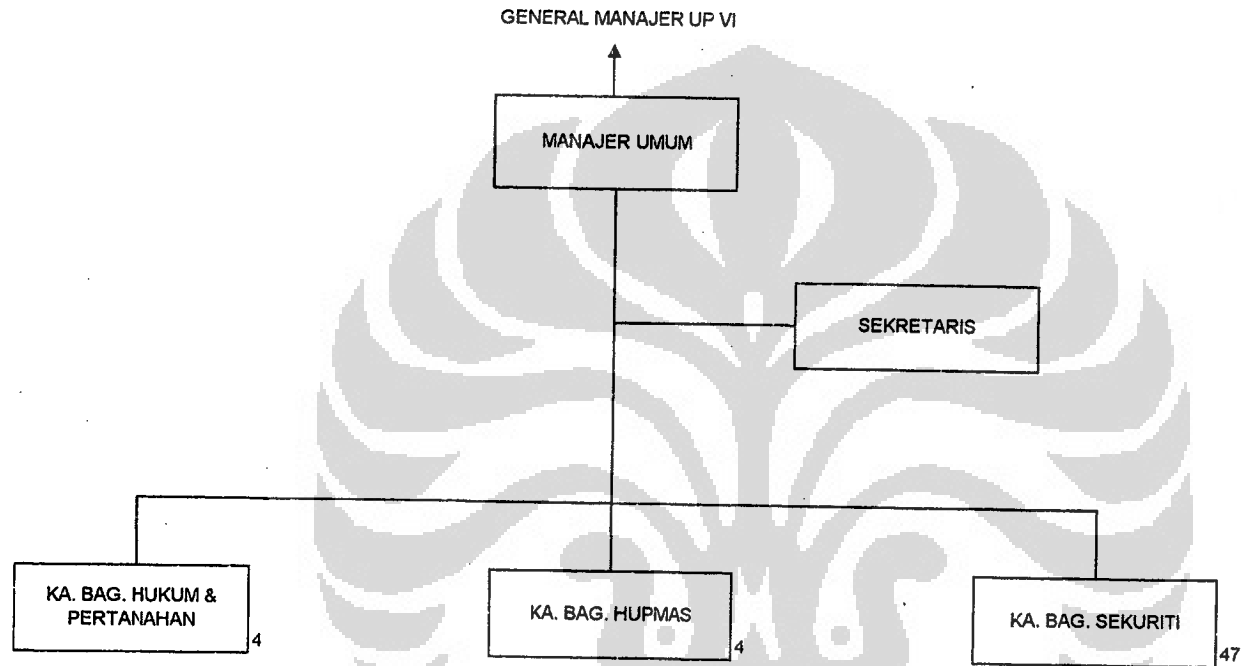 GENERAL MANAJER UP VI
MANAJER UMUM
SEKRETARIS
KA. BAG. HUKUM &
PERTANAHAN
4
KA. BAG. HUPMAS
4
KA. BAG. SEKURITI
47